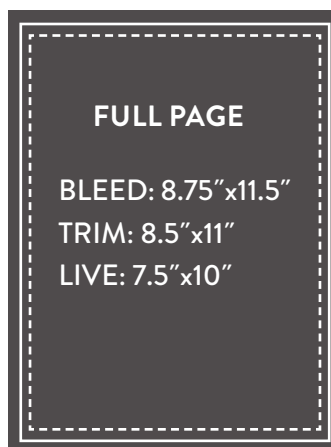 FULL PAGE
BLEED: 8.75″x11.5″
TRIM: 8.5″x11″
LIVE: 7.5″x10″